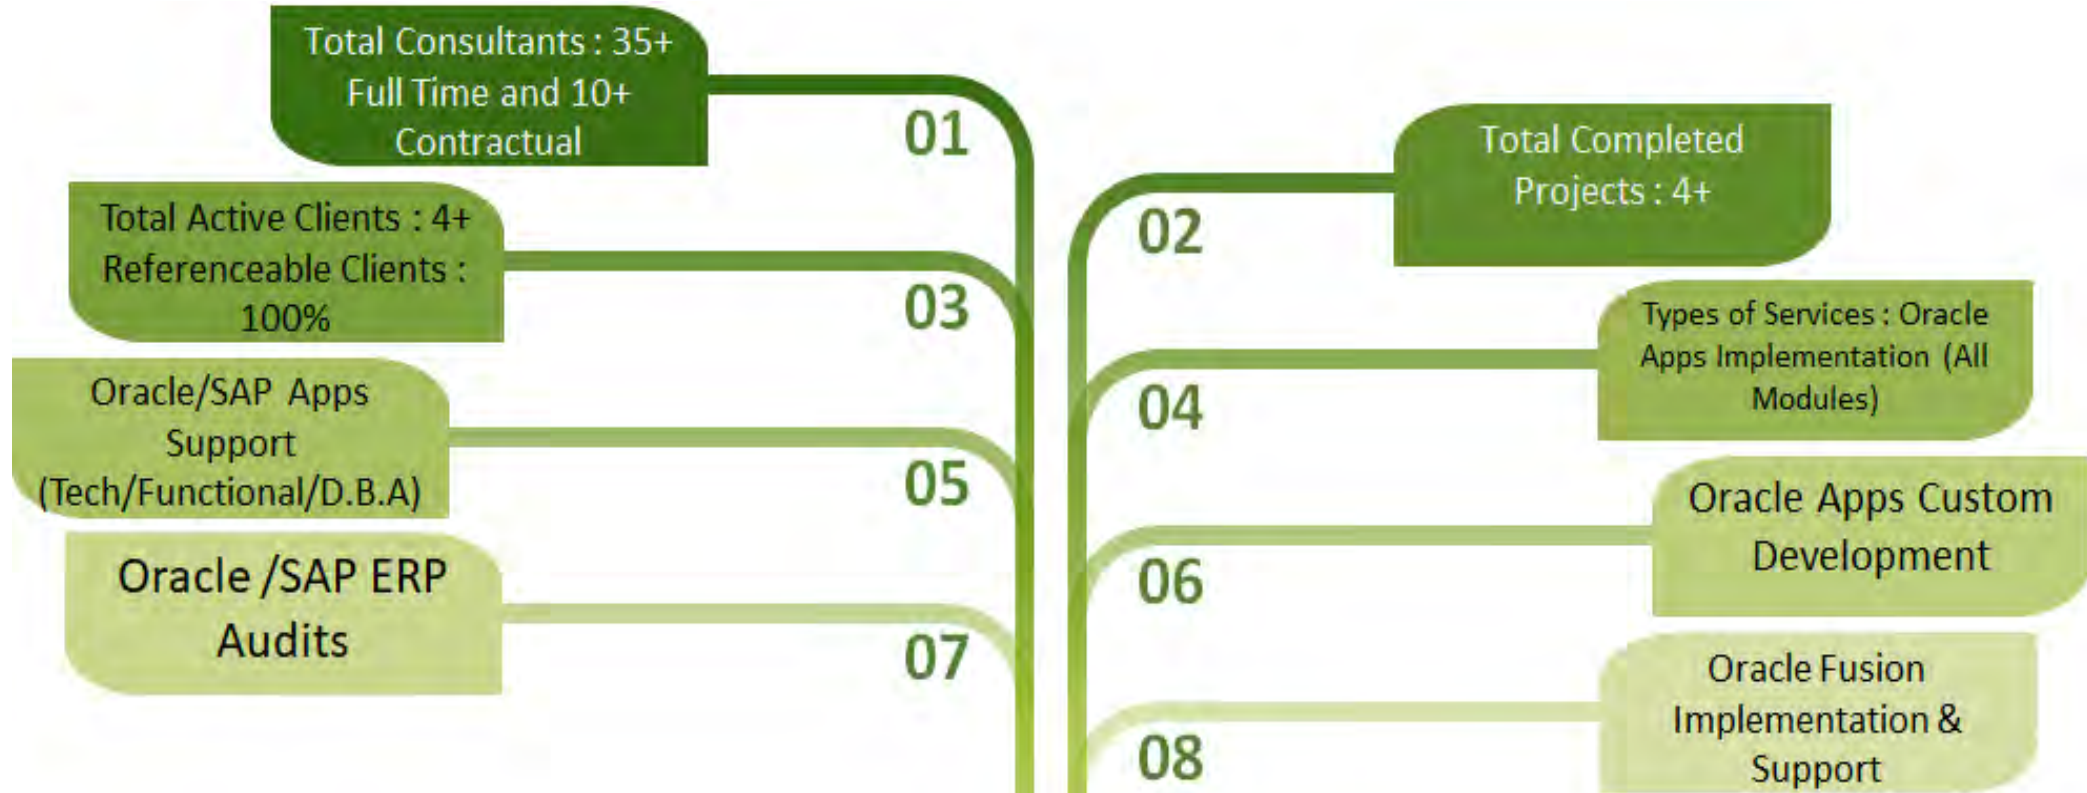 Total Consultants : 35+
Full Time and 10+
Contractual
01
Total Completed
Projects : 4+
02
Total Active Clients : 4+
Referenceable Clients :
100%
03
Types of Services : Oracle
Apps Implementation (All
Modules)
04
Oracle/SAP Apps
Support
(Tech/Functional/D.B.A)
05
Oracle Apps Custom
Development
06
Oracle /SAP ERP
Audits
07
Oracle Fusion
Implementation &
Support
08